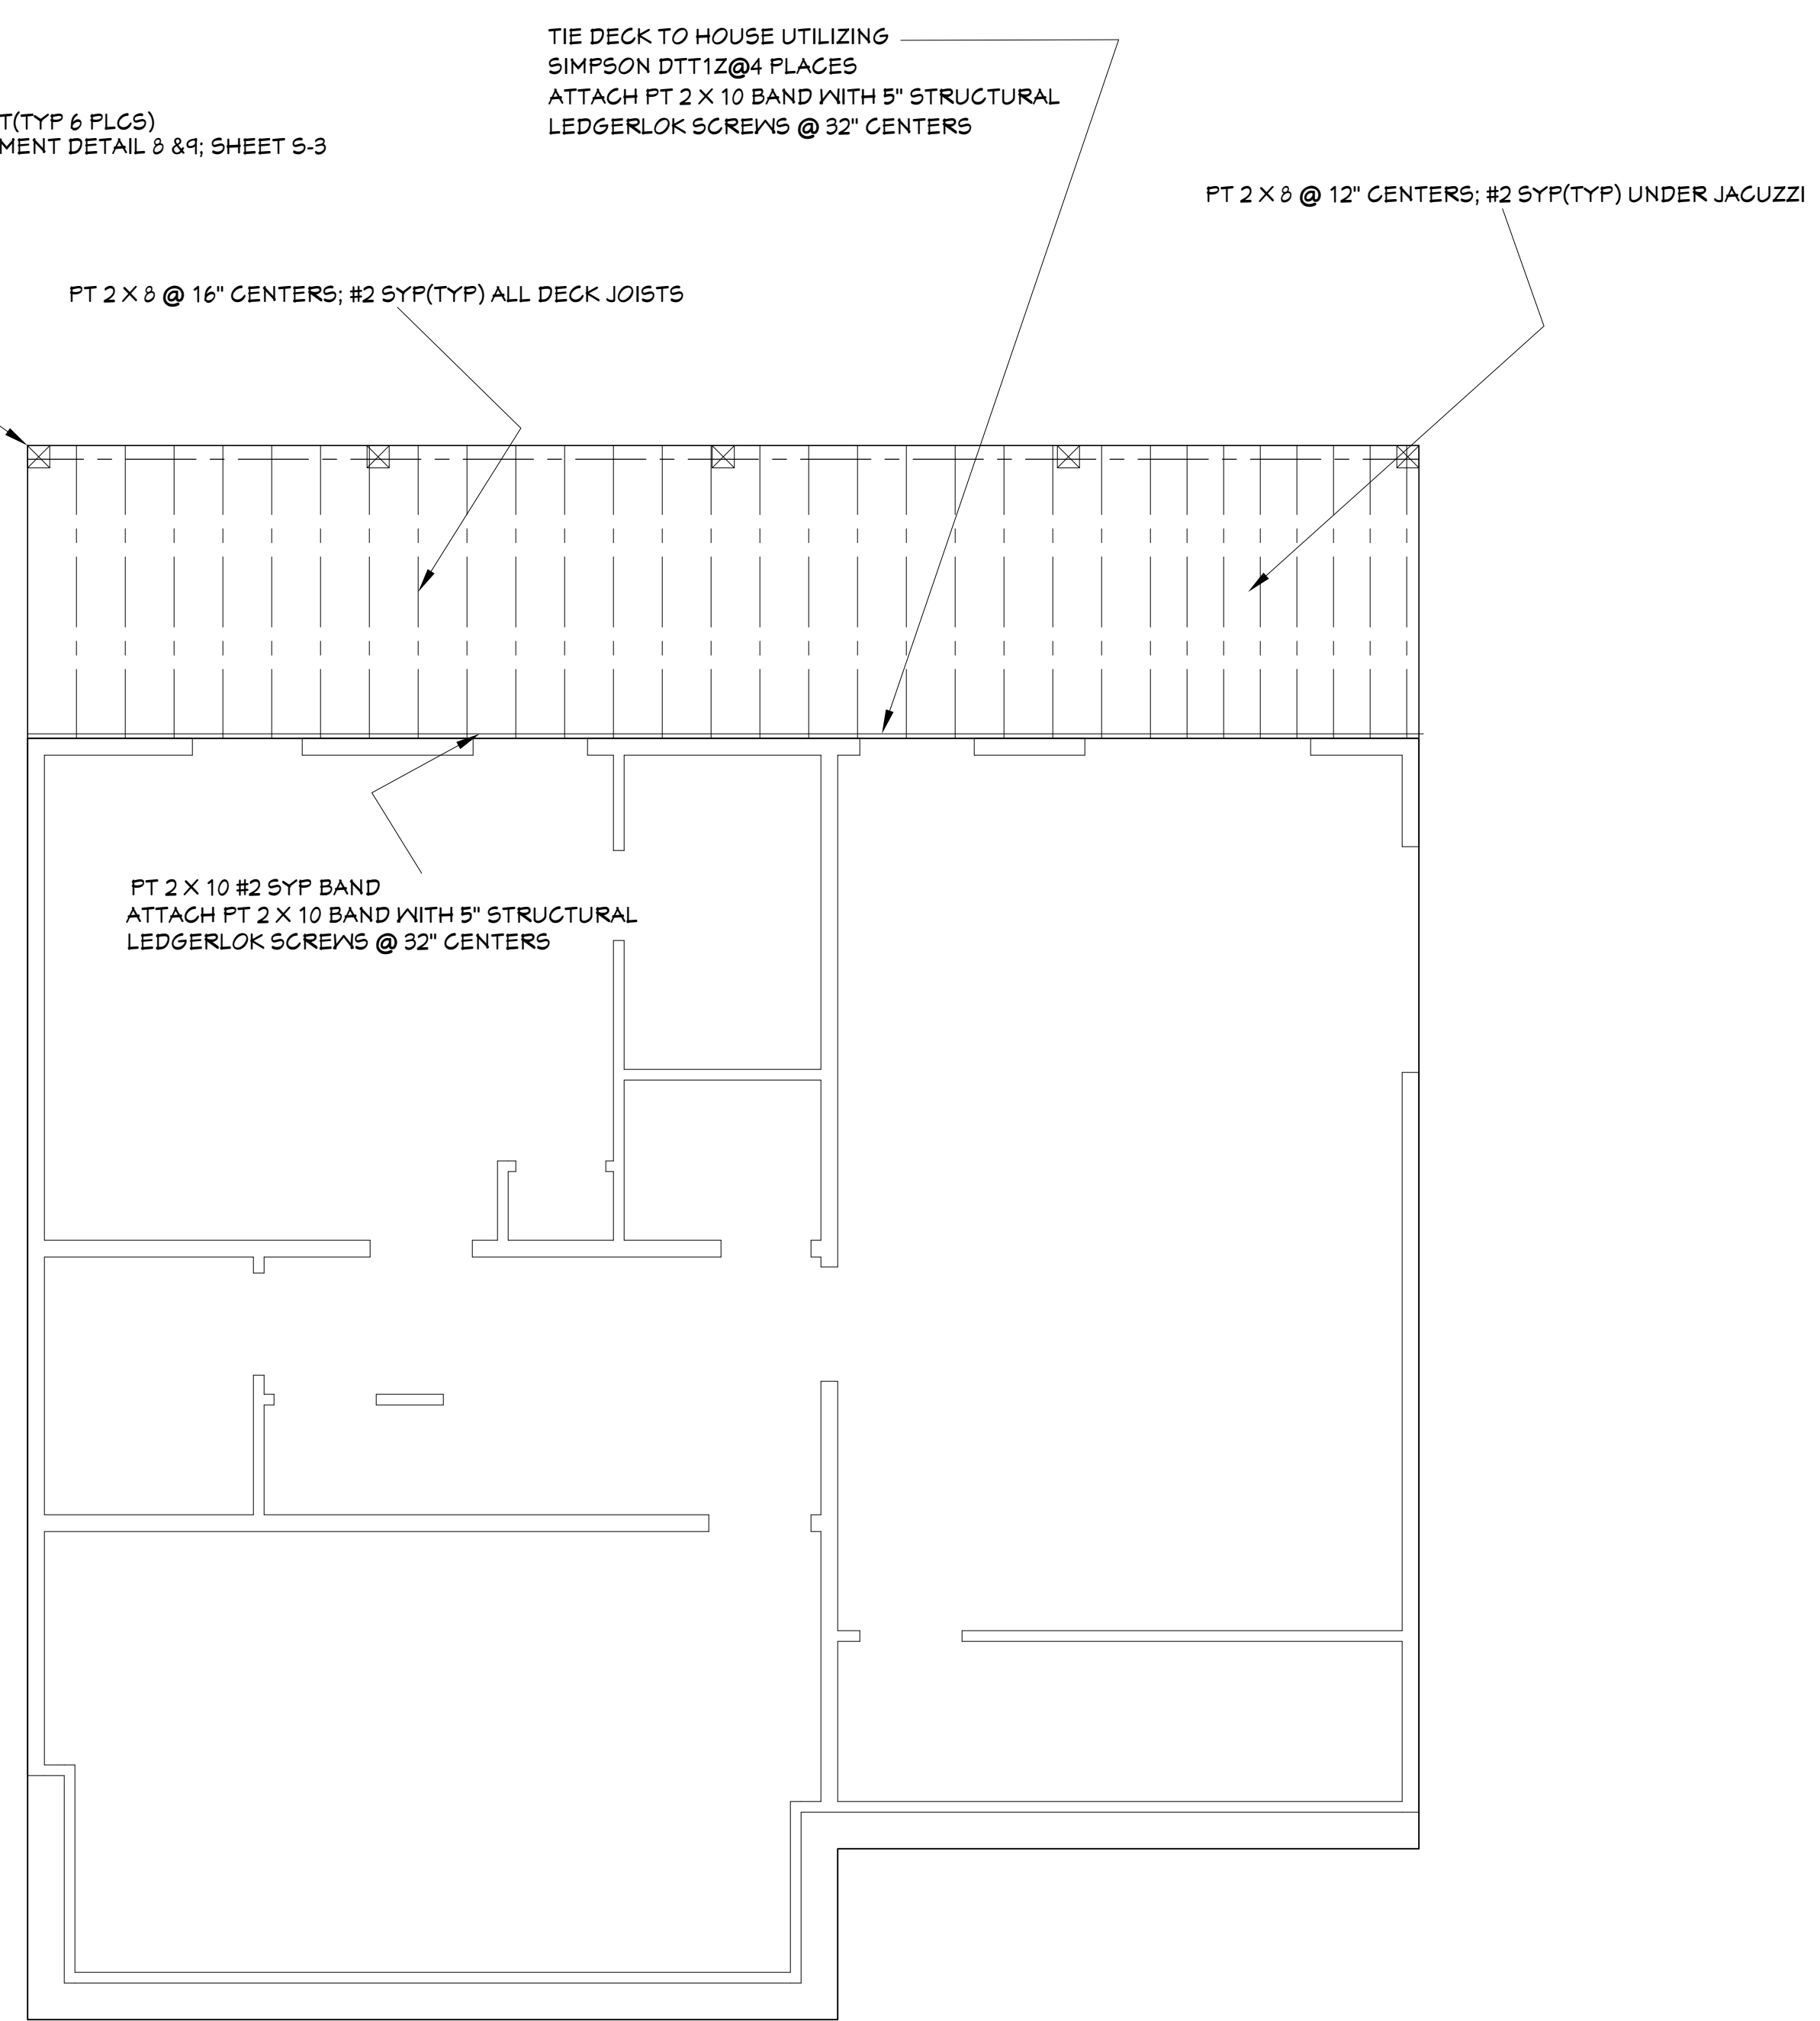 TIE DECK TO HOUSE UTILIZING
SIMPSON DTT1Z@4 PLACES
ATTACH PT 2 X 10 BAND WITH 5" STRUCTURAL
LEDGERLOK SCREWS @ 32" CENTERS
T(TYP 6 PLCS)
MENT DETAIL 8 &9; SHEET S-3
PT 2 X 8 @ 12" CENTERS; #2 SYP(TYP) UNDER JACUZZI
PT 2 X 8 @ 16" CENTERS; #2 SYP(TYP) ALL DECK JOISTS
PT 2 X 10 #2 SYP BAND
ATTACH PT 2 X 10 BAND WITH 5" STRUCTURAL
LEDGERLOK SCREWS @ 32" CENTERS